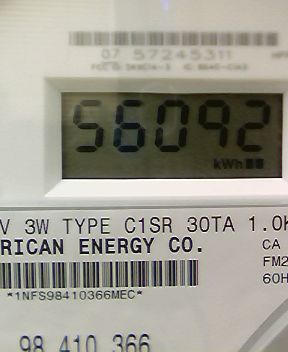 07 57245311
56092
kWh
V 3W TYPE C1SR 30TA 1.0K
RICAN ENERGY CO.
CA
FM2
60H
*1NFS98410366MEC*
98 410 366